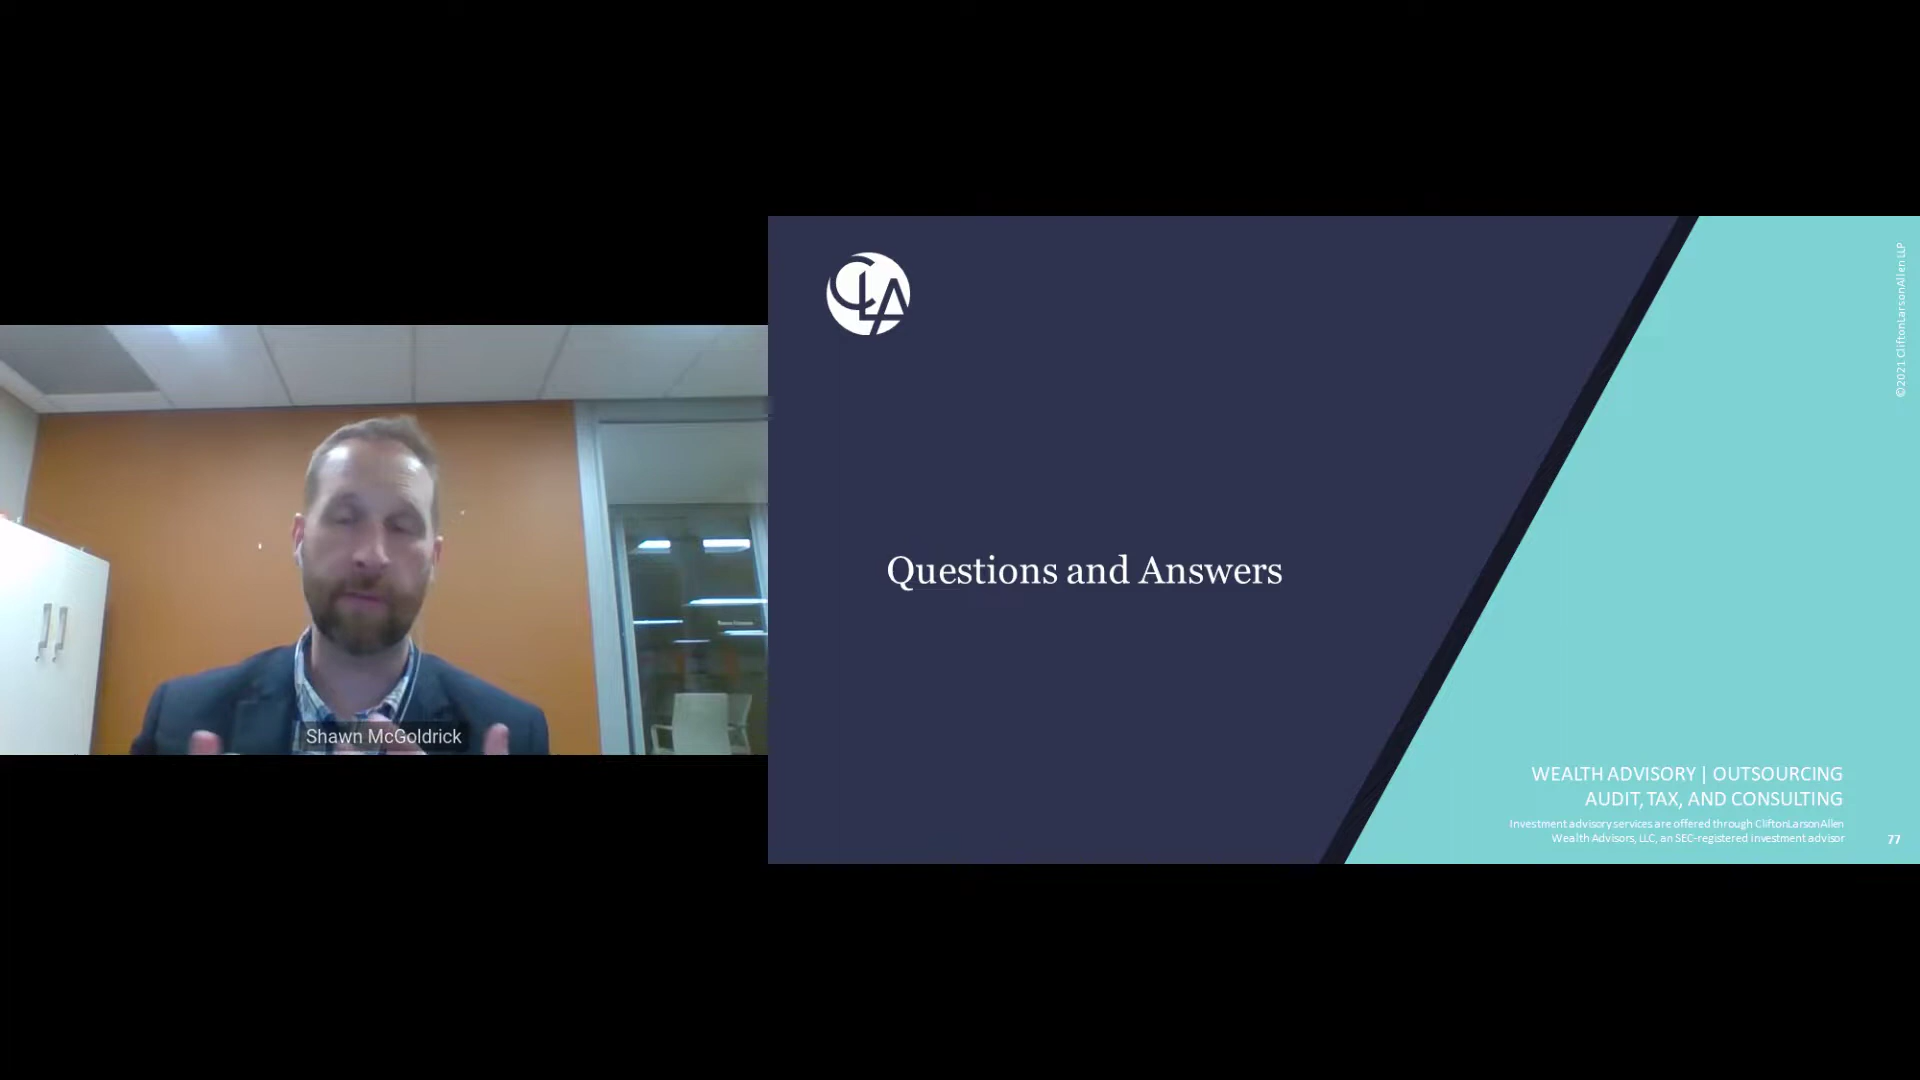 Shawn McGoldrick
CLA
Questions and Answers
©2021 CliftonLarsonAllen LLP
WEALTH ADVISORY | OUTSOURCING
AUDIT, TAX, AND CONSULTING
Investment advisory services are offered through CliftonLarsonAllen
Wealth Advisors, LLC, an SEC-registered investment advisor
77